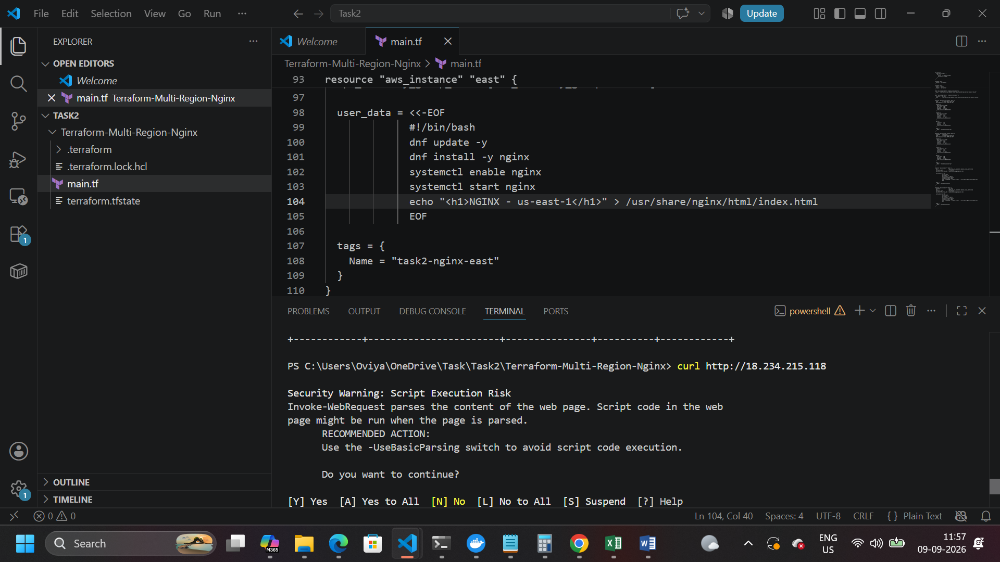 File Edit Selection View Go Run ···
Task2
Update
EXPLORER
OPEN EDITORS
Welcome
main.tf Terraform-Multi-Region-Nginx
TASK2
Terraform-Multi-Region-Nginx
.terraform
.terraform.lock.hcl
main.tf
terraform.tfstate
OUTLINE
TIMELINE
1
1
Welcome
main.tf
Terraform-Multi-Region-Nginx > main.tf
93 resource "aws_instance" "east" {
97
98 user_data = <<-EOF
99 #!/bin/bash
100 dnf update -y
101 dnf install -y nginx
102 systemctl enable nginx
103 systemctl start nginx
104 echo "<h1>NGINX - us-east-1</h1>" > /usr/share/nginx/html/index.html
105 EOF
106
107 tags = {
108 Name = "task2-nginx-east"
109 }
110 }
PROBLEMS OUTPUT DEBUG CONSOLE TERMINAL PORTS
powershell
+------------+-----------------------+---------------+----------+------------+
PS C:\Users\Oviya\OneDrive\Task\Task2\Terraform-Multi-Region-Nginx> curl http://18.234.215.118
Security Warning: Script Execution Risk
Invoke-WebRequest parses the content of the web page. Script code in the web
page might be run when the page is parsed.
RECOMMENDED ACTION:
Use the -UseBasicParsing switch to avoid script code execution.
Do you want to continue?
[Y] Yes [A] Yes to All [N] No [L] No to All [S] Suspend [?] Help
0 0
Ln 104, Col 40 Spaces: 4 UTF-8 CRLF { } Plain Text
Search
M365
ENG
US
11:57
09-09-2026